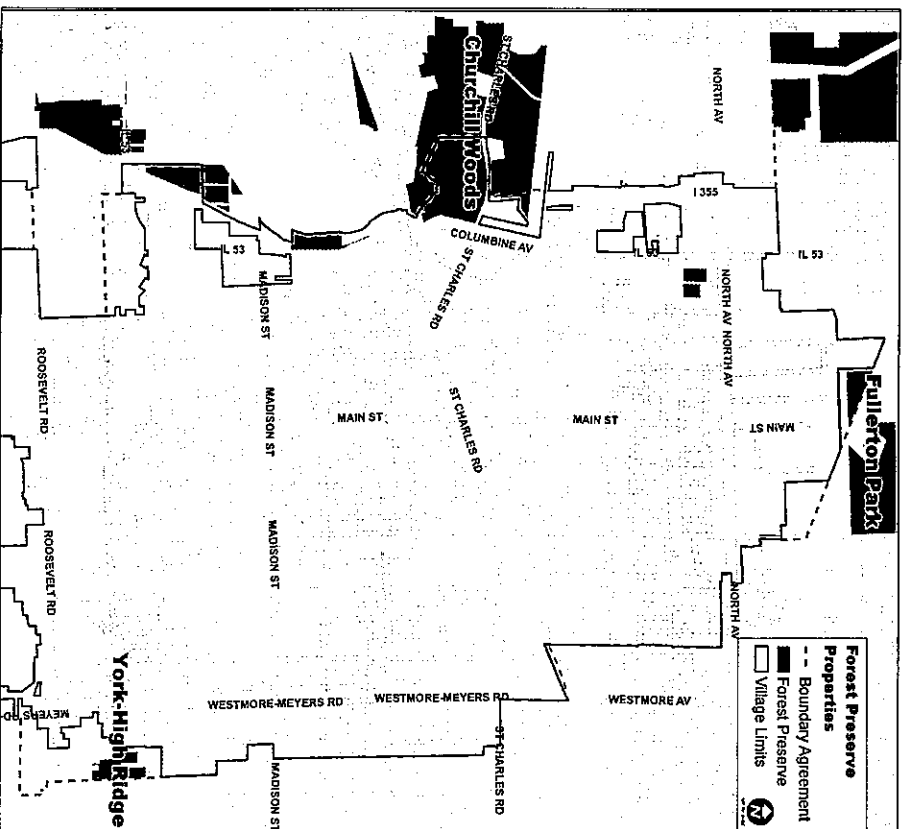 Forest Preserve
Properties
Boundary Agreement
Forest Preserve
Village Limits
N
Fullerton Park
Churchill Woods
York-High Ridge
NORTH AV
I 355
IL 53
NORTH AV
NORTH AV
MAIN ST
NORTH AV
ST CHARLES RD
COLUMBINE AV
ST CHARLES RD
ST CHARLES RD
MAIN ST
MAIN ST
WESTMORE AV
IL 53
MADISON ST
MADISON ST
MADISON ST
WESTMORE-MEYERS RD
WESTMORE-MEYERS RD
ST CHARLES RD
MADISON ST
ROOSEVELT RD
ROOSEVELT RD
MEYERS RD